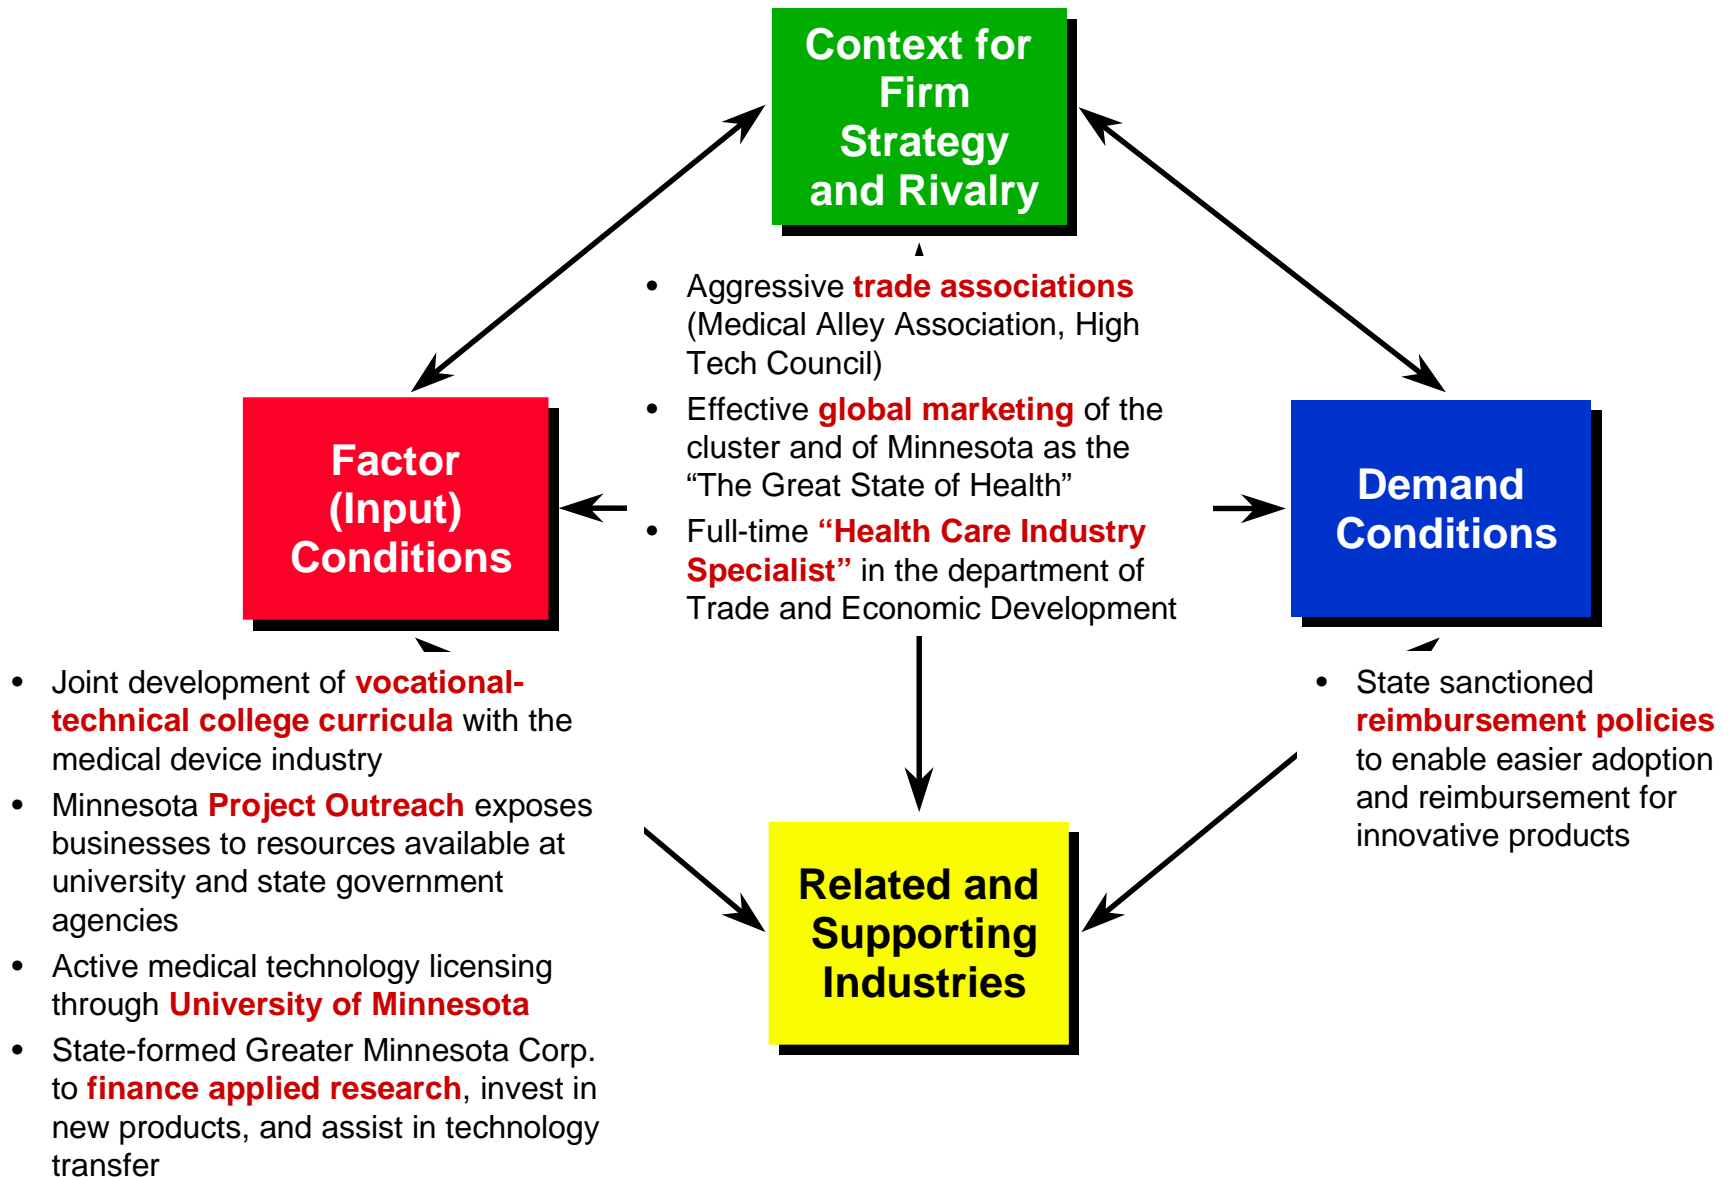 Context for
Firm
Strategy
and Rivalry
• Aggressive trade associations
(Medical Alley Association, High
Tech Council)
• Effective global marketing of the
cluster and of Minnesota as the
“The Great State of Health”
• Full-time “Health Care Industry
Specialist” in the department of
Trade and Economic Development
Factor
(Input)
Conditions
Demand
Conditions
• Joint development of vocational-
technical college curricula with the
medical device industry
• Minnesota Project Outreach exposes
businesses to resources available at
university and state government
agencies
• Active medical technology licensing
through University of Minnesota
• State-formed Greater Minnesota Corp.
to finance applied research, invest in
new products, and assist in technology
transfer
• State sanctioned
reimbursement policies
to enable easier adoption
and reimbursement for
innovative products
Related and
Supporting
Industries